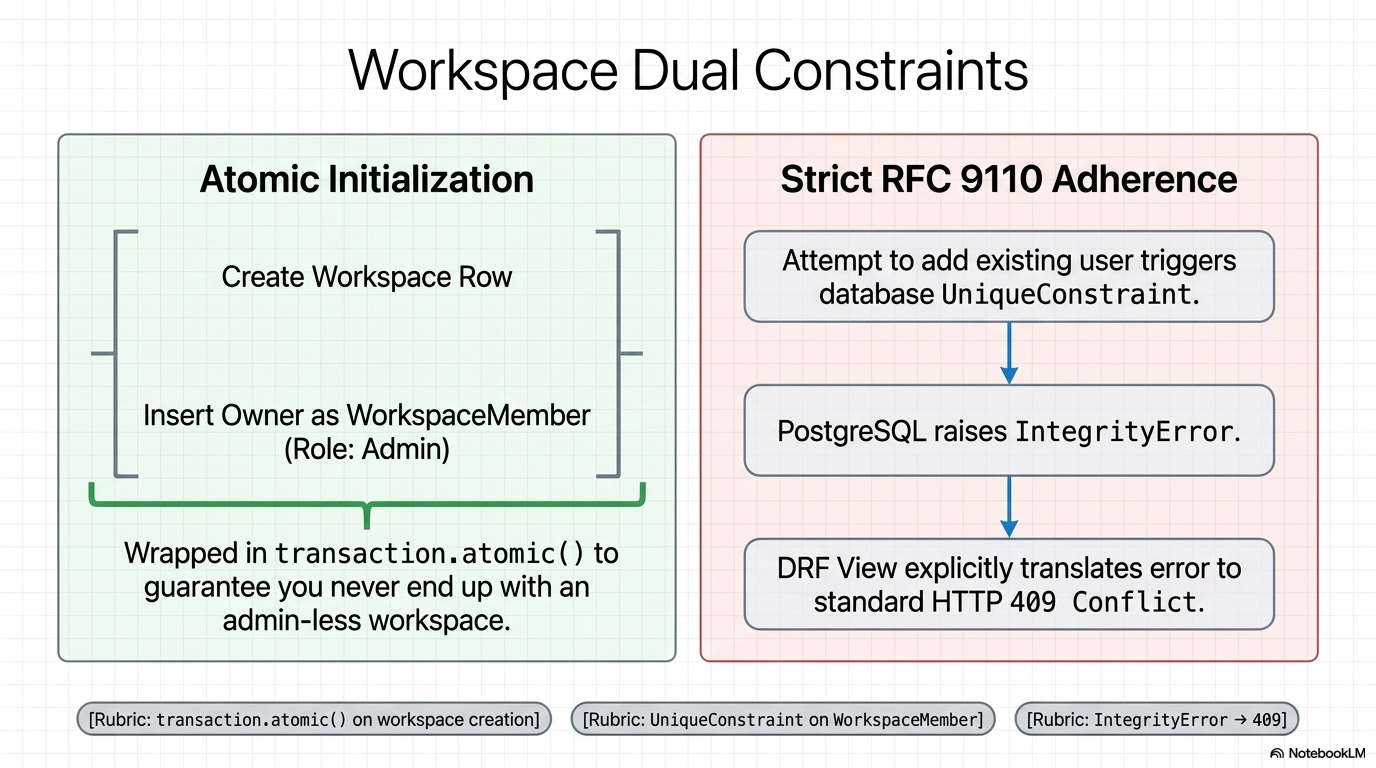 Workspace Dual Constraints
Atomic Initialization
Create Workspace Row
Insert Owner as WorkspaceMember
(Role: Admin)
Wrapped in transaction.atomic() to
guarantee you never end up with an
admin-less workspace.
Strict RFC 9110 Adherence
Attempt to add existing user triggers
database UniqueConstraint.
PostgreSQL raises IntegrityError.
DRF View explicitly translates error to
standard HTTP 409 Conflict.
[Rubric: transaction.atomic() on workspace creation]
[Rubric: UniqueConstraint on WorkspaceMember]
[Rubric: IntegrityError → 409]
NotebookLM